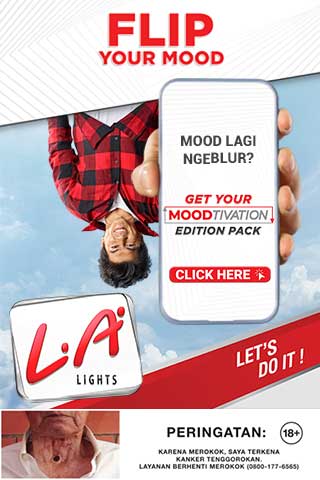 FLIP
YOUR MOOD
MOOD LAGI
NGEBLUR?
GET YOUR
MOODTIVATION
EDITION PACK
CLICK HERE
L.A.
LIGHTS
LET'S
DO IT !
PERINGATAN:
18+
KARENA MEROKOK, SAYA TERKENA
KANKER TENGGOROKAN.
LAYANAN BERHENTI MEROKOK (0800-177-6565)